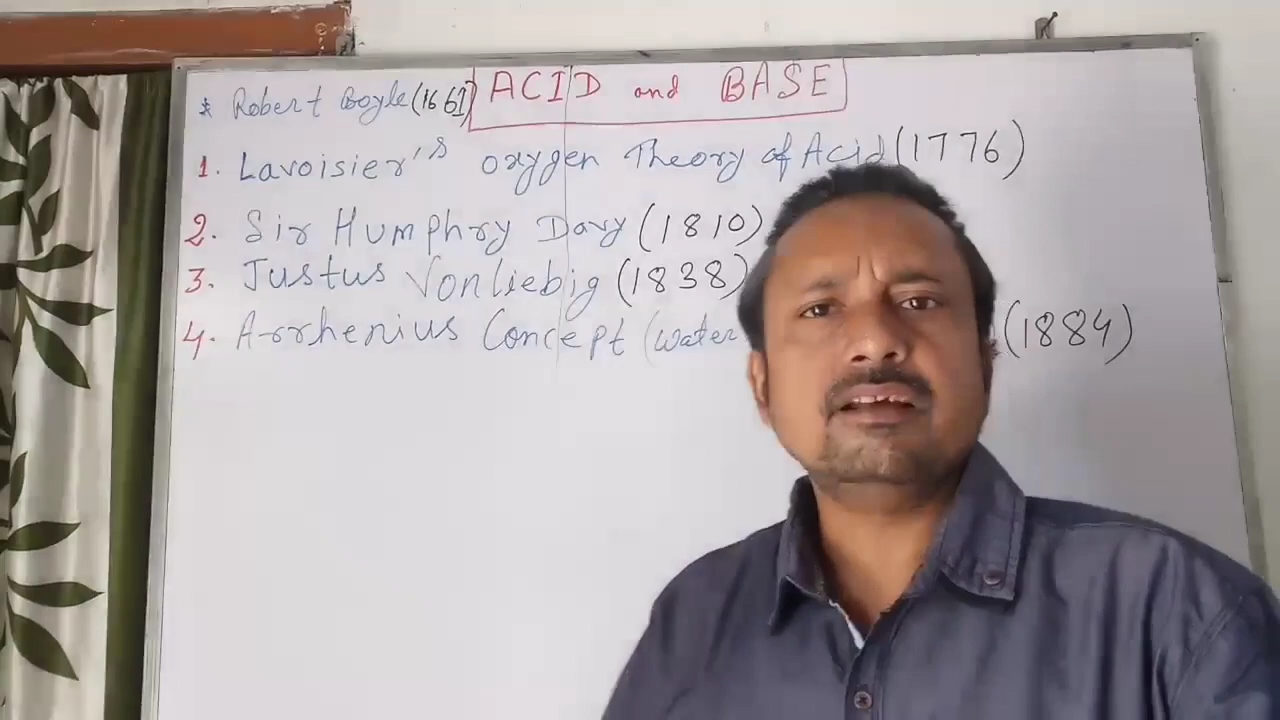 * Robert Boyle (1661) ACID and BASE
1. Lavoisier's oxygen Theory of Acid (1776)
2. Sir Humphry Davy (1810)
3. Justus Vonliebig (1838)
4. Arrhenius Concept (Water (1884)